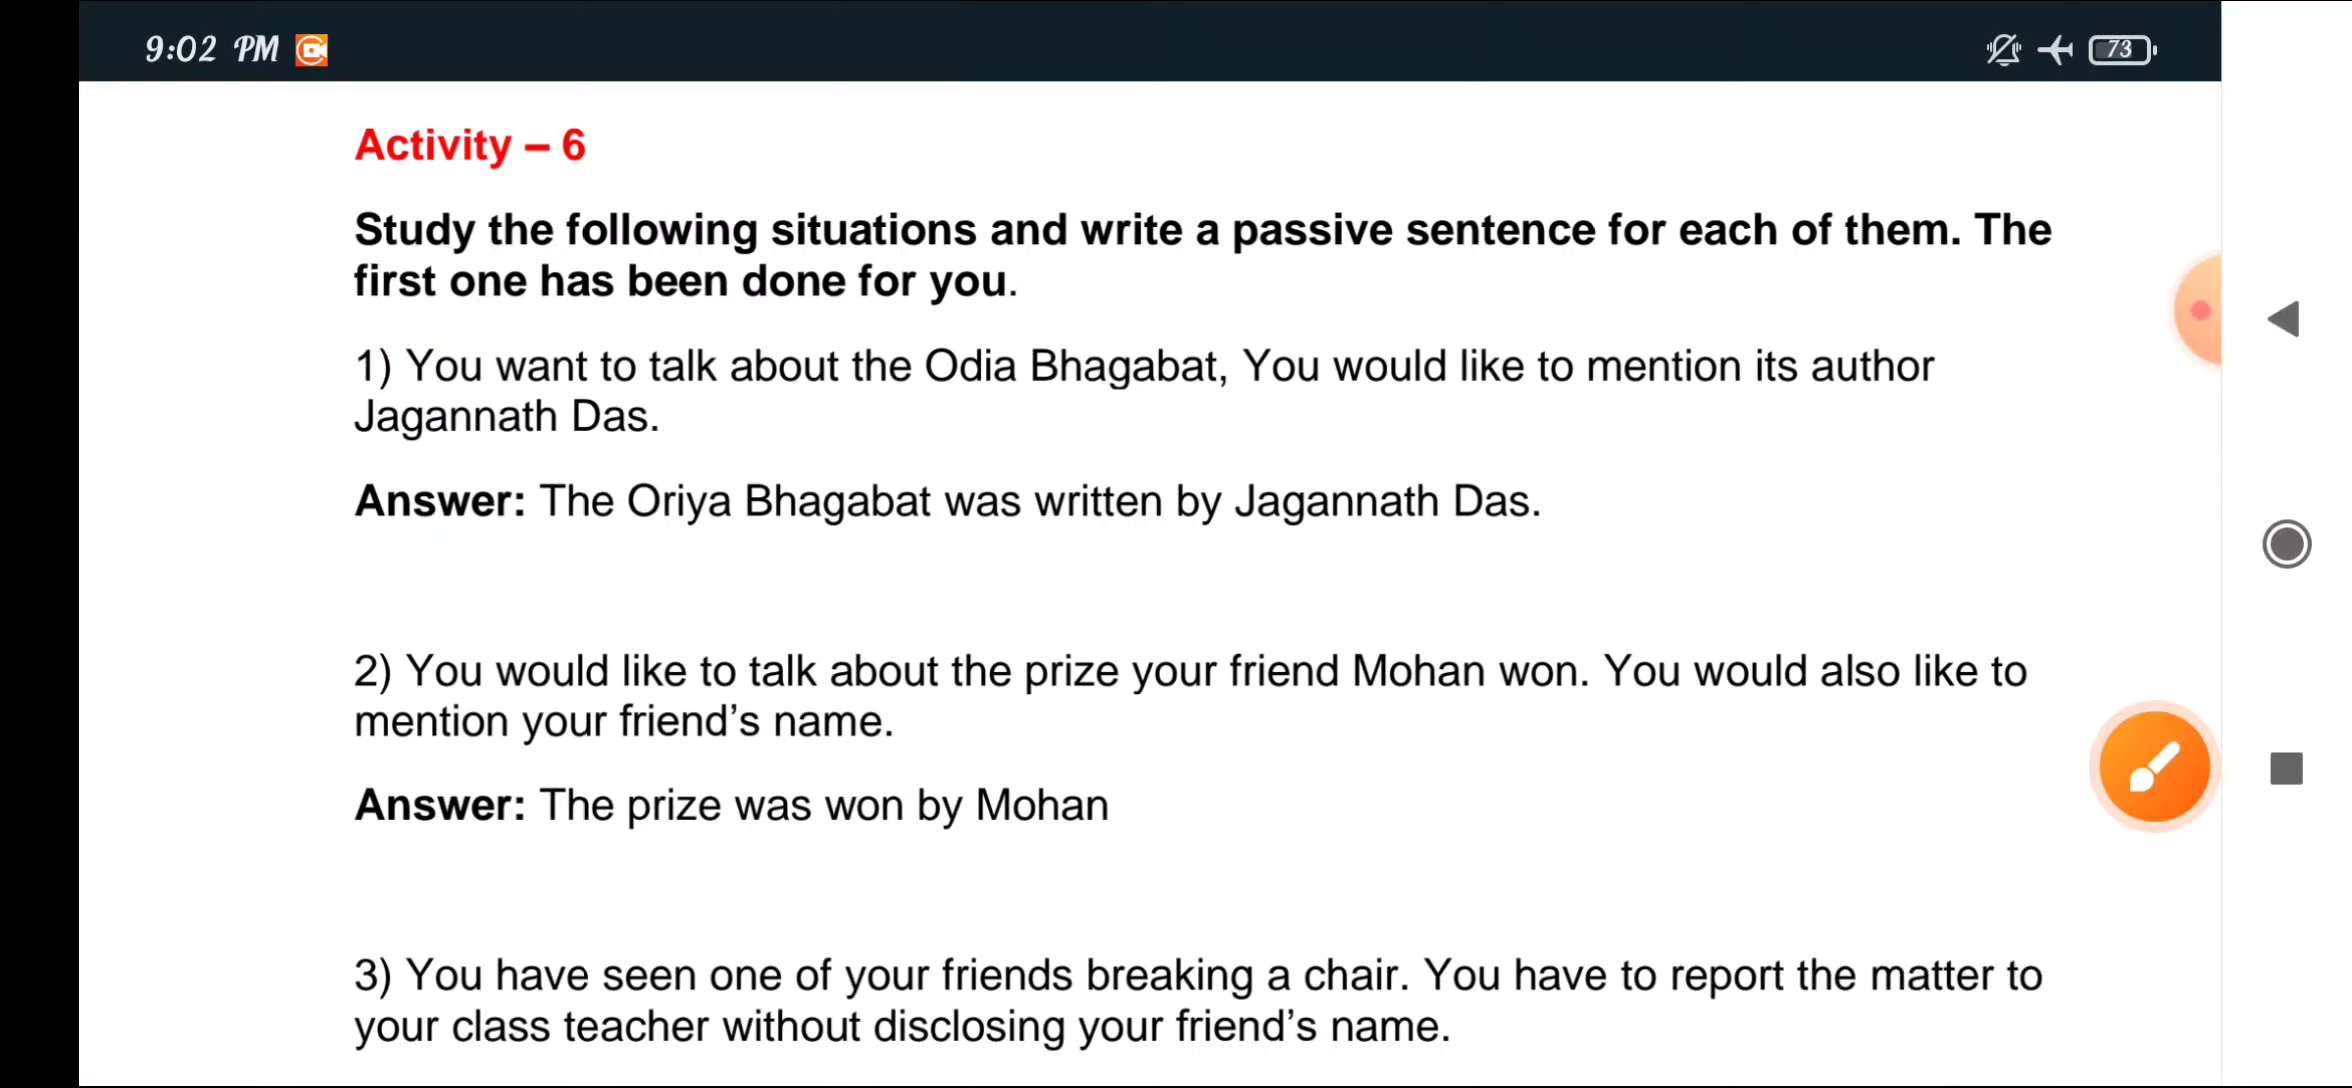 9:02 PM
73
Activity – 6
Study the following situations and write a passive sentence for each of them. The
first one has been done for you.
1) You want to talk about the Odia Bhagabat, You would like to mention its author
Jagannath Das.
Answer: The Oriya Bhagabat was written by Jagannath Das.
2) You would like to talk about the prize your friend Mohan won. You would also like to
mention your friend’s name.
Answer: The prize was won by Mohan
3) You have seen one of your friends breaking a chair. You have to report the matter to
your class teacher without disclosing your friend’s name.